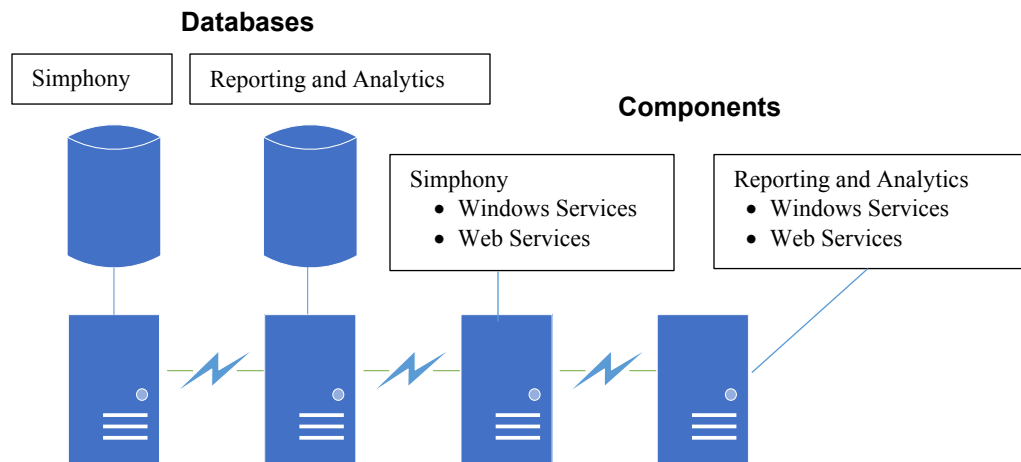 Databases
Simphony
Reporting and Analytics
Components
Simphony
• Windows Services
• Web Services
Reporting and Analytics
• Windows Services
• Web Services